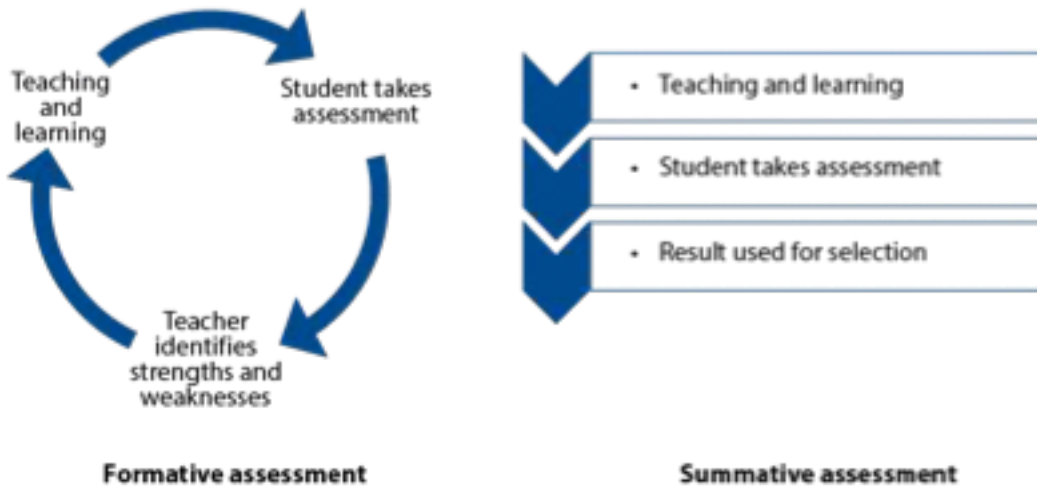 Teaching
and
learning
Student takes
assessment
Teacher
identifies
strengths and
weaknesses
Formative assessment
• Teaching and learning
• Student takes assessment
• Result used for selection
Summative assessment